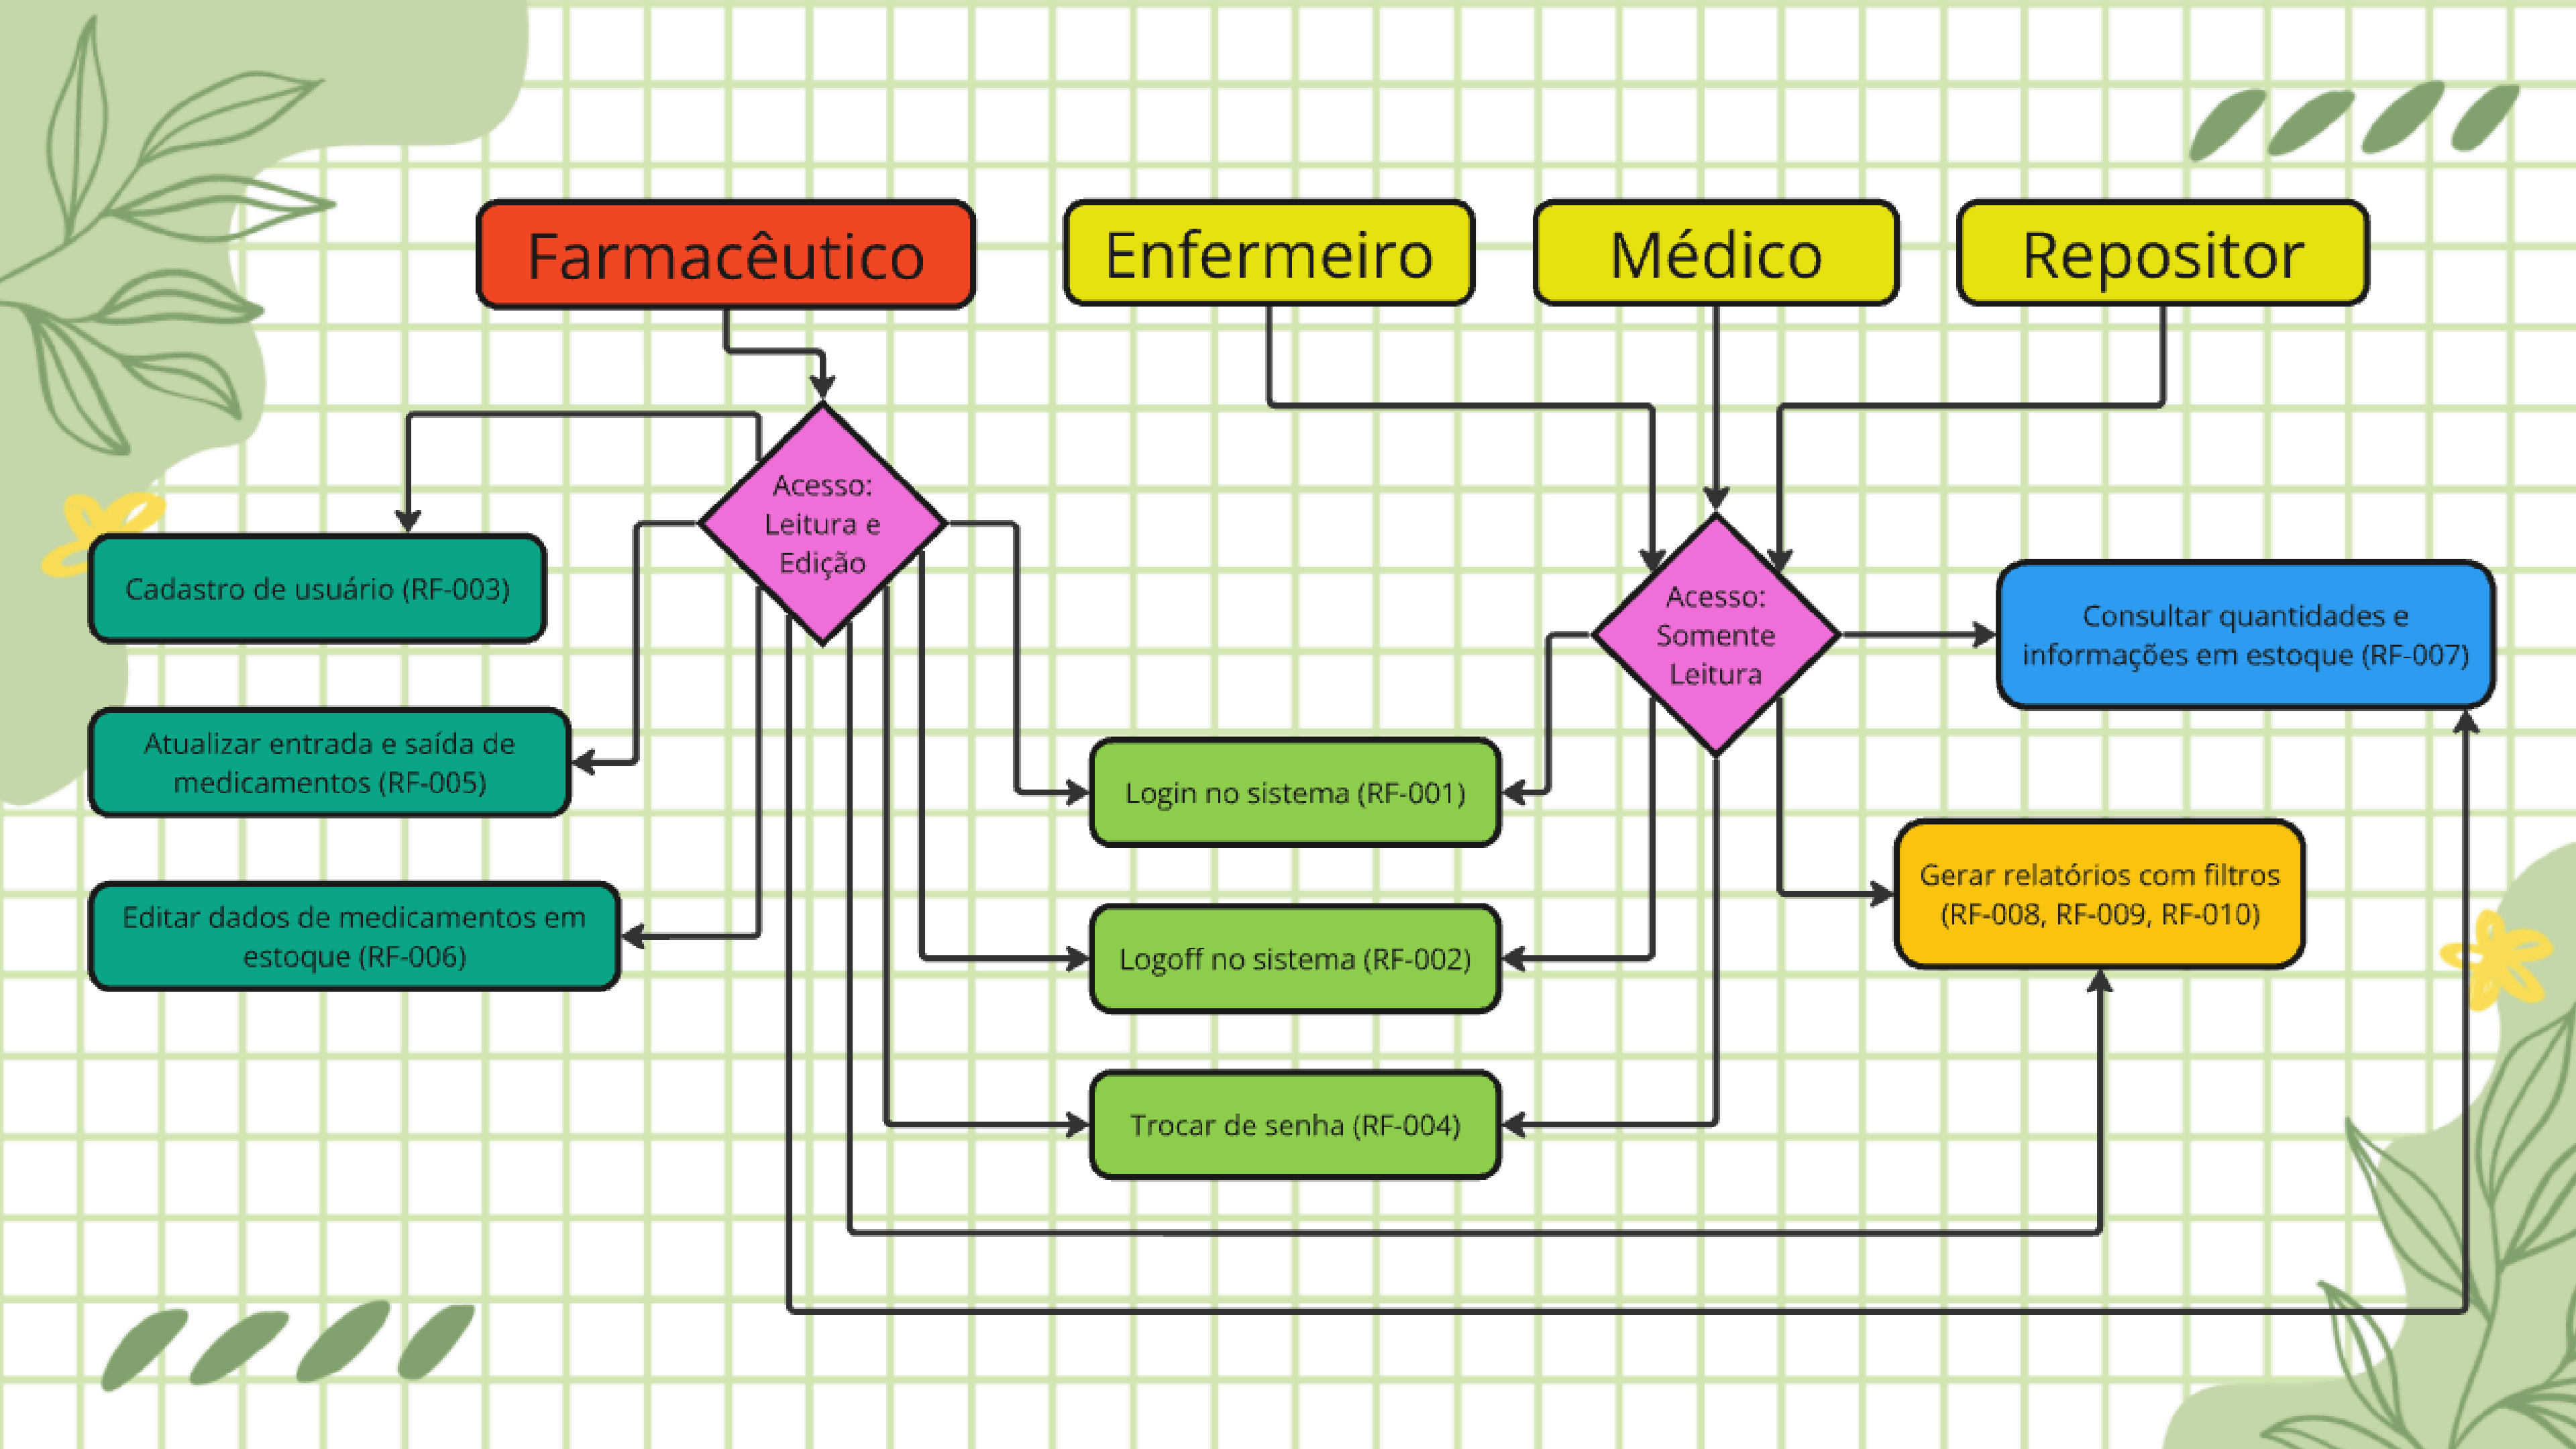 Farmacêutico
Enfermeiro
Médico
Repositor
Acesso:
Leitura e
Edição
Acesso:
Somente
Leitura
Cadastro de usuário (RF-003)
Consultar quantidades e
informações em estoque (RF-007)
Atualizar entrada e saída de
medicamentos (RF-005)
Login no sistema (RF-001)
Gerar relatórios com filtros
(RF-008, RF-009, RF-010)
Editar dados de medicamentos em
estoque (RF-006)
Logoff no sistema (RF-002)
Trocar de senha (RF-004)